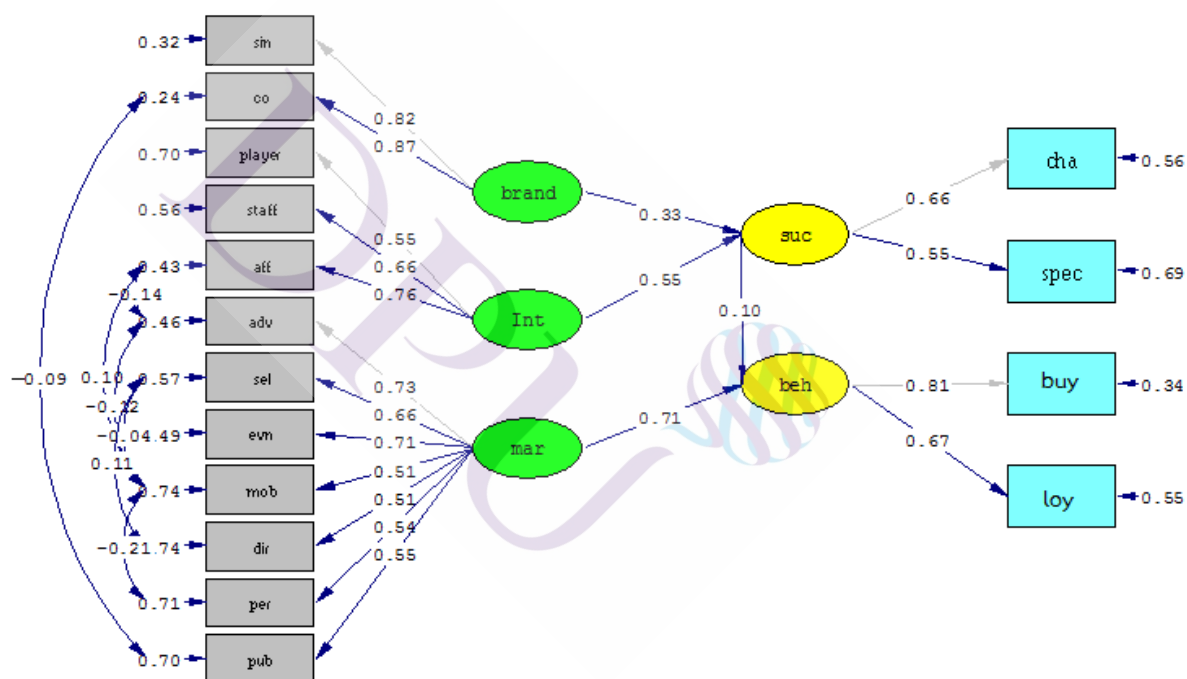 0.32 sin
0.24 co
0.70 player
0.56 staff
0.43 aff
0.46 adv
0.57 sel
0.49 evn
0.74 mob
0.74 dir
0.71 per
0.70 pub
-0.09
-0.14
0.10
-0.12
-0.04
0.11
-0.21
0.82
0.87
0.55
0.66
0.76
0.73
0.66
0.71
0.51
0.51
0.54
0.55
brand
Int
mar
0.33
0.55
0.71
suc
0.10
beh
0.66
0.55
0.81
0.67
cha 0.56
spec 0.69
buy 0.34
loy 0.55
DPU